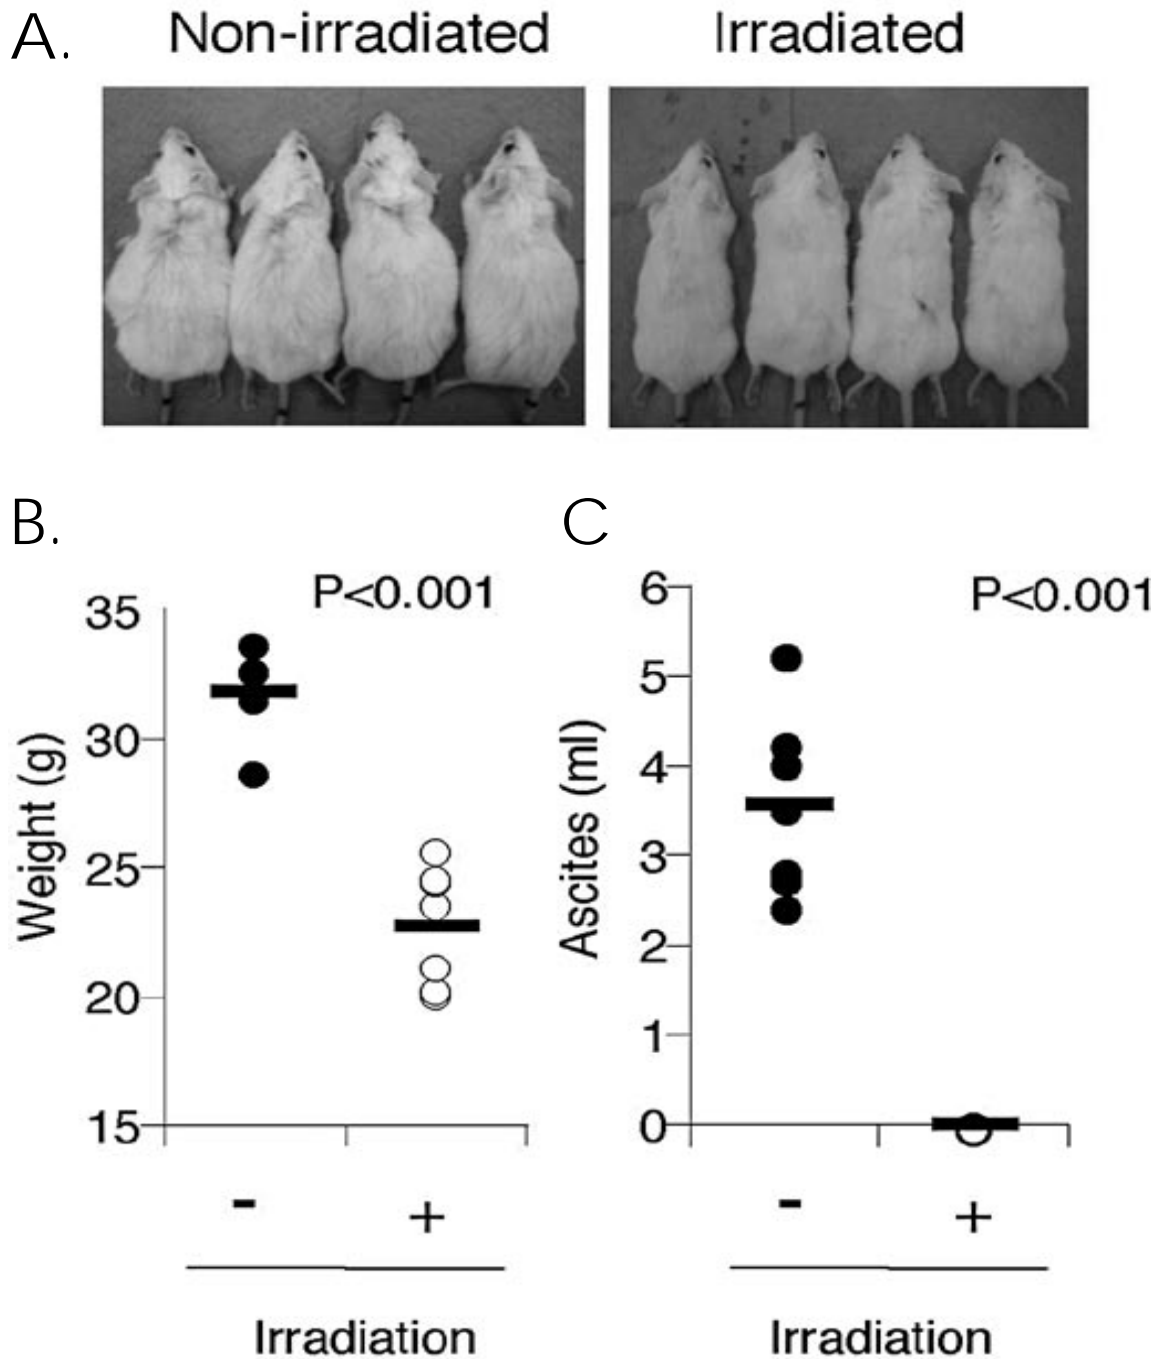 A.
Non-irradiated
Irradiated
B.
P<0.001
35
30
25
20
15
Weight (g)
- +
Irradiation
C
P<0.001
6
5
4
3
2
1
0
Ascites (ml)
- +
Irradiation